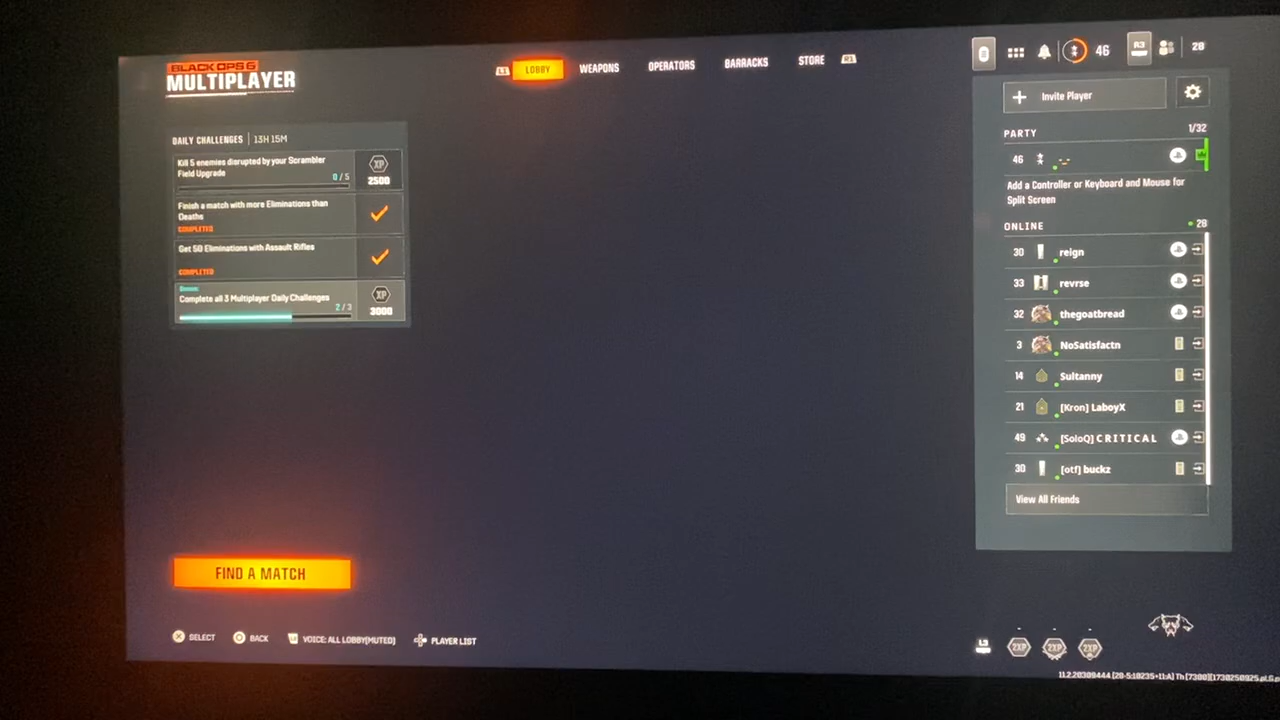 BLACK OPS 6
MULTIPLAYER
L1 LOBBY WEAPONS OPERATORS BARRACKS STORE R1
46 R3 28
DAILY CHALLENGES | 13H 15M
Kill 5 enemies disrupted by your Scrambler
Field Upgrade
0 / 5
XP
2500
Finish a match with more Eliminations than
Deaths
COMPLETED
Get 50 Eliminations with Assault Rifles
COMPLETED
Bonus:
Complete all 3 Multiplayer Daily Challenges
2 / 3
XP
3000
Invite Player
PARTY 1/32
46
Add a Controller or Keyboard and Mouse for
Split Screen
ONLINE 28
30 reign
33 revrse
32 thegoatbread
3 NoSatisfactn
14 Sultanny
21 [Kron] LaboyX
49 [SoloQ] C R I T I C A L
30 [otf] buckz
View All Friends
FIND A MATCH
SELECT BACK VOICE: ALL LOBBY(MUTED) PLAYER LIST
L3 2XP 2XP 2XP